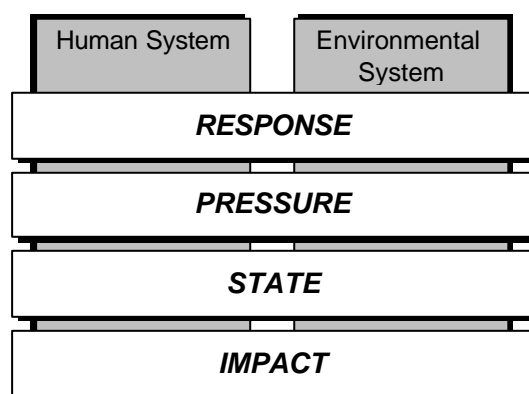 Human System
Environmental
System
RESPONSE
PRESSURE
STATE
IMPACT